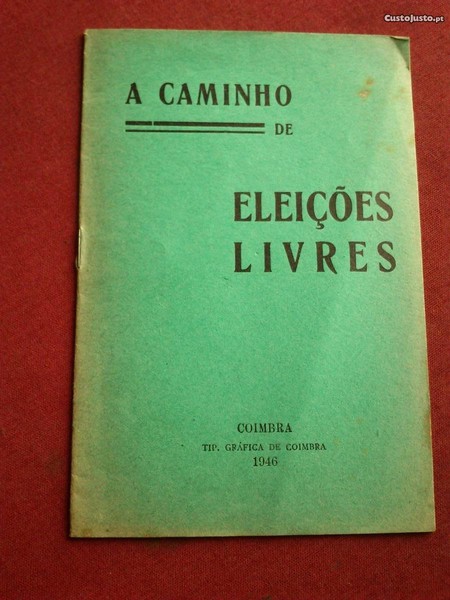 CustoJusto.pt
A CAMINHO
DE
ELEIÇÕES
LIVRES
COIMBRA
TIP. GRÁFICA DE COIMBRA
1946